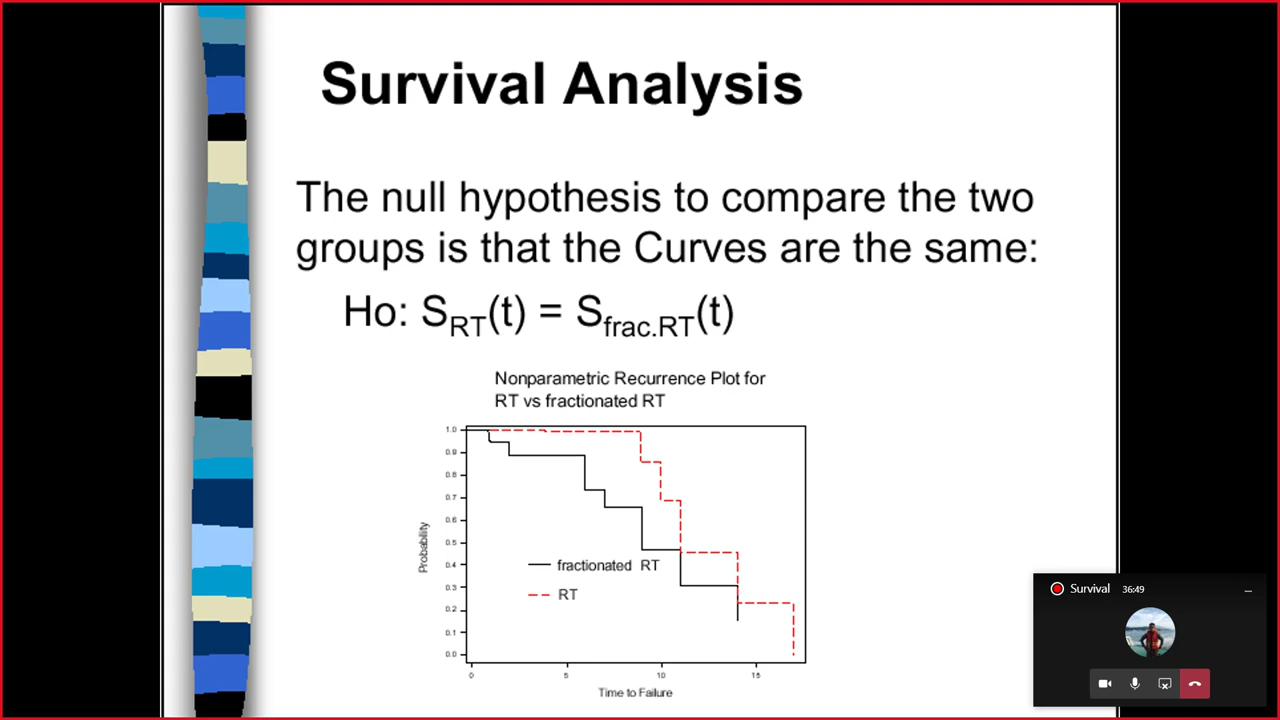 Survival Analysis
The null hypothesis to compare the two
groups is that the Curves are the same:
Ho: S_RT(t) = S_frac.RT(t)
Nonparametric Recurrence Plot for
RT vs fractionated RT
1.0
0.9
0.8
0.7
0.6
0.5
0.4
0.3
0.2
0.1
0.0
Probability
fractionated RT
RT
0 5 10 15
Time to Failure
Survival 36:49